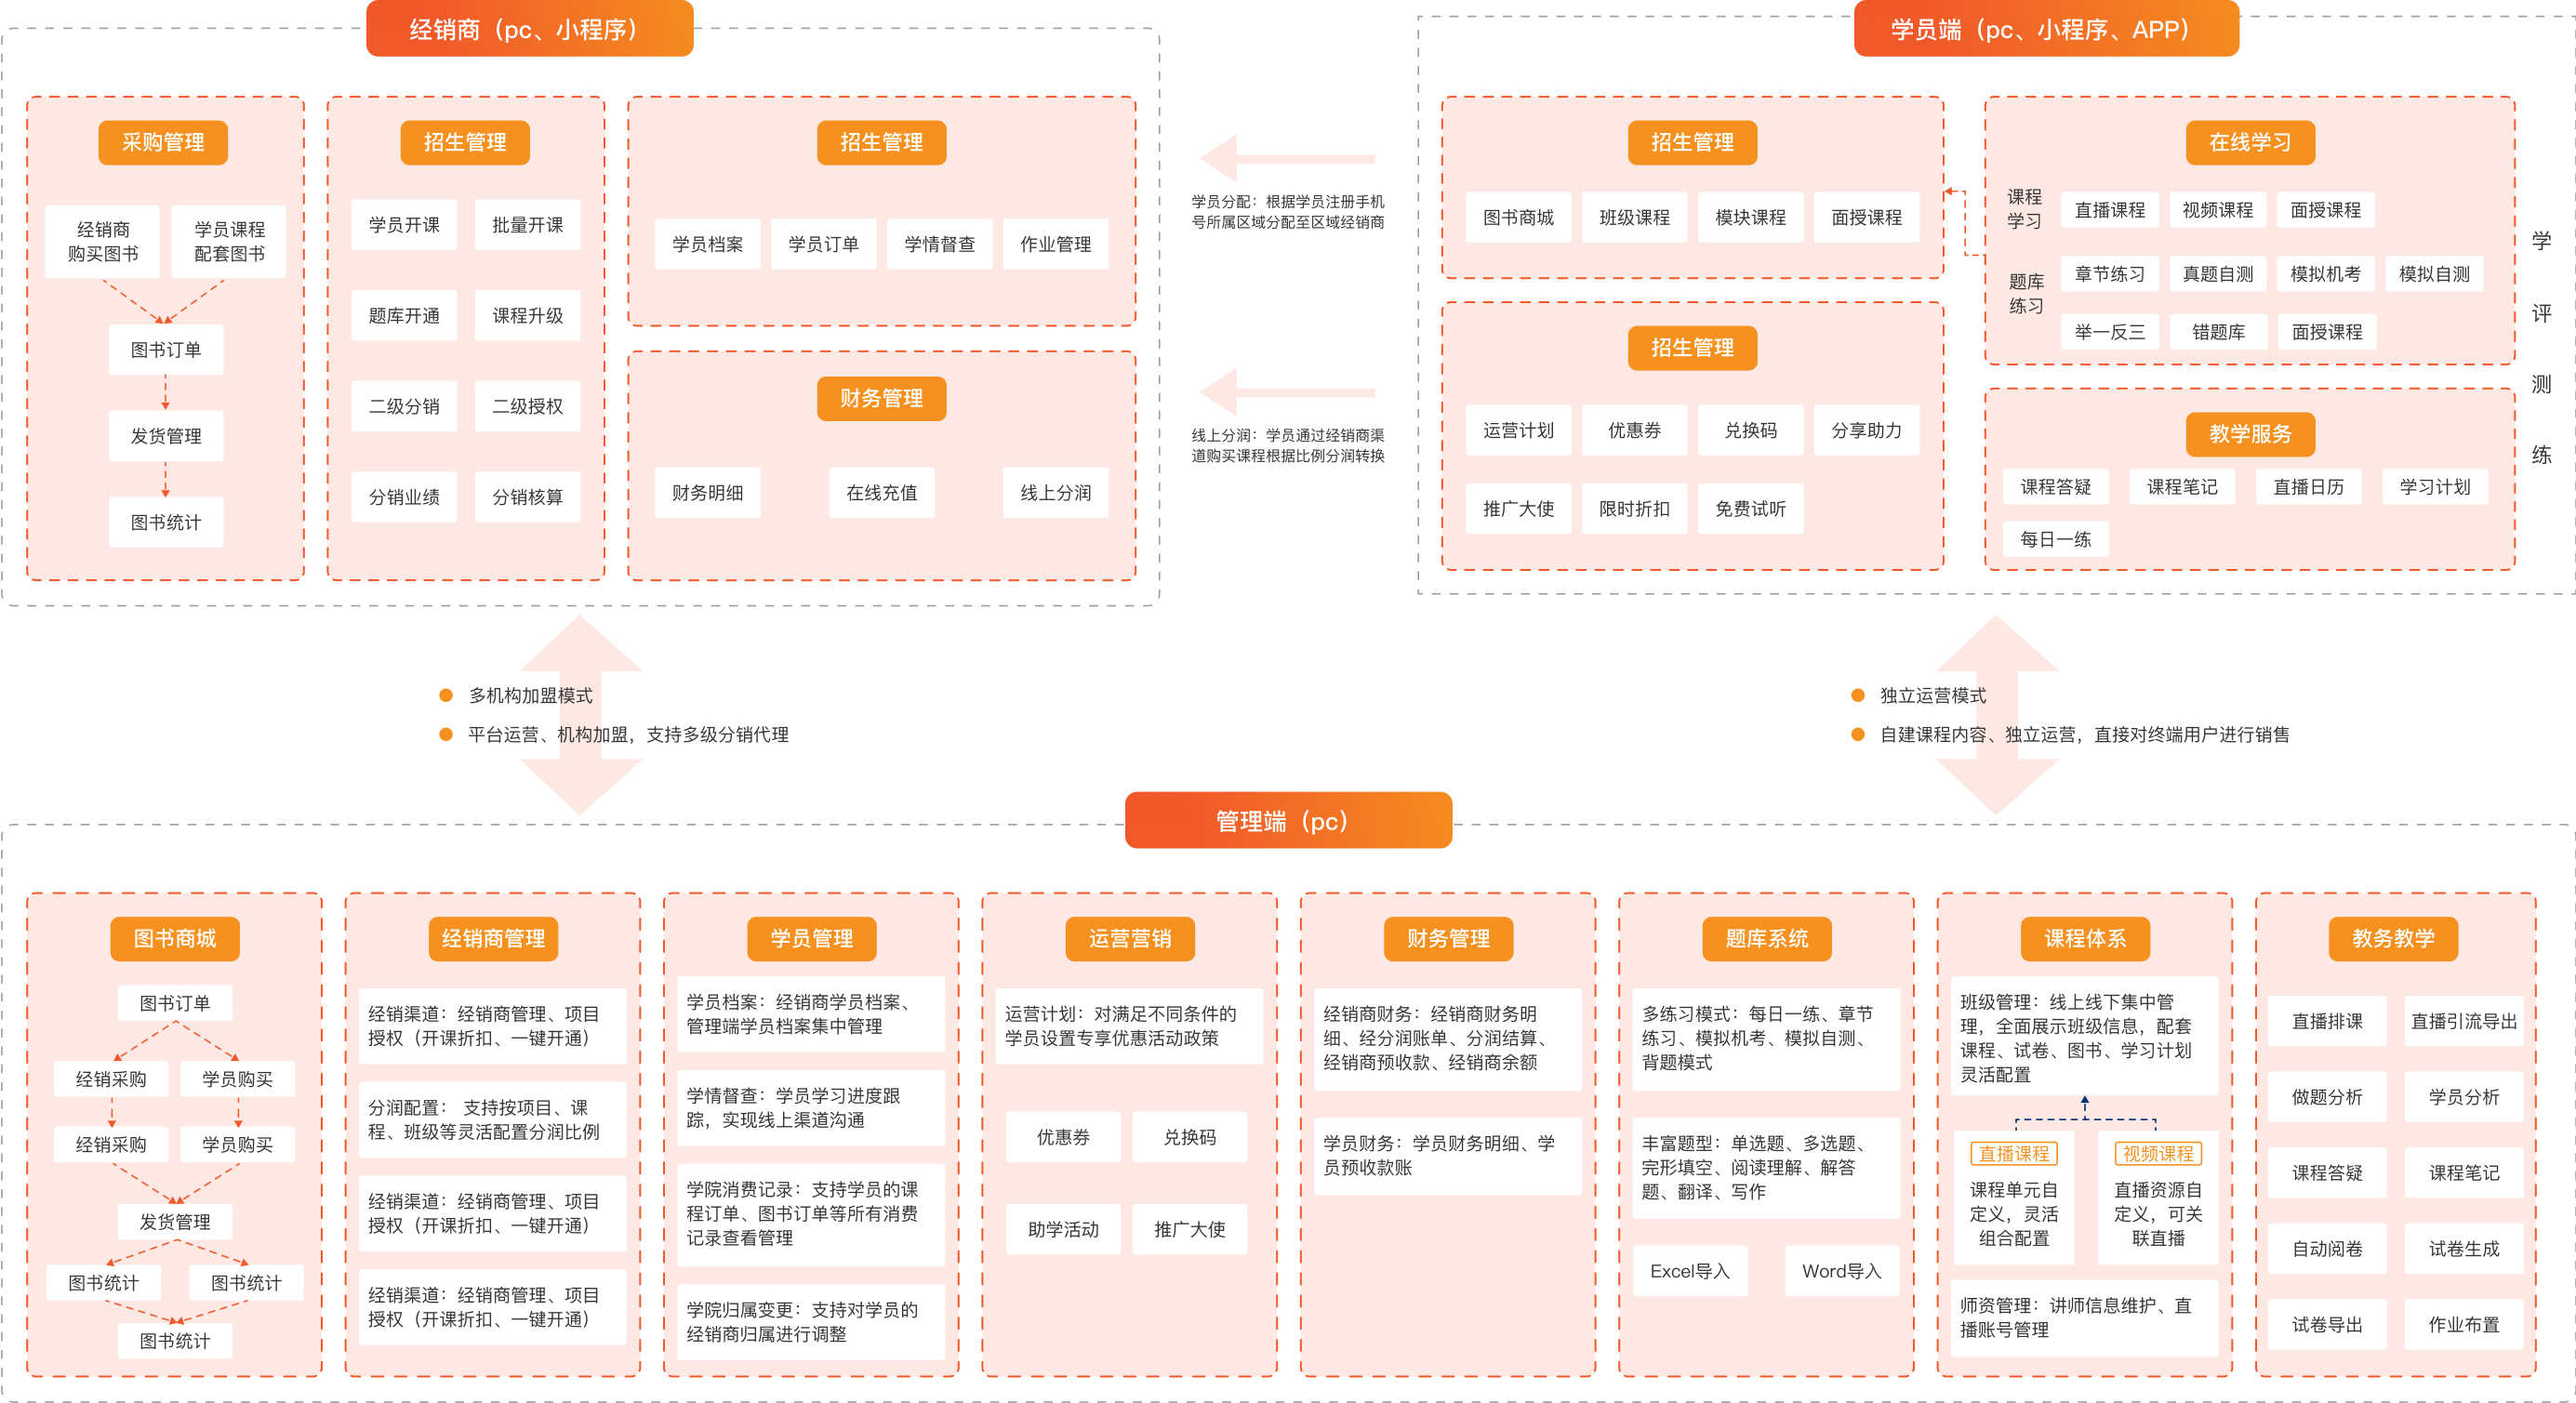 经销商（pc、小程序）
采购管理
经销商
购买图书
学员课程
配套图书
图书订单
发货管理
图书统计
招生管理
学员开课
批量开课
题库开通
课程升级
二级分销
二级授权
分销业绩
分销核算
招生管理
学员档案
学员订单
学情督查
作业管理
财务管理
财务明细
在线充值
线上分润
学员分配：根据学员注册手机
号所属区域分配至区域经销商
线上分润：学员通过经销商渠
道购买课程根据比例分润转换
学员端（pc、小程序、APP）
招生管理
图书商城
班级课程
模块课程
面授课程
招生管理
运营计划
优惠券
兑换码
分享助力
推广大使
限时折扣
免费试听
在线学习
课程
学习
直播课程
视频课程
面授课程
题库
练习
章节练习
真题自测
模拟机考
模拟自测
举一反三
错题库
面授课程
教学服务
课程答疑
课程笔记
直播日历
学习计划
每日一练
学
评
测
练
多机构加盟模式
平台运营、机构加盟，支持多级分销代理
独立运营模式
自建课程内容、独立运营，直接对终端用户进行销售
管理端（pc）
图书商城
图书订单
经销采购
学员购买
经销采购
学员购买
发货管理
图书统计
图书统计
图书统计
经销商管理
经销渠道：经销商管理、项目
授权（开课折扣、一键开通）
分润配置： 支持按项目、课
程、班级等灵活配置分润比例
经销渠道：经销商管理、项目
授权（开课折扣、一键开通）
经销渠道：经销商管理、项目
授权（开课折扣、一键开通）
学员管理
学员档案：经销商学员档案、
管理端学员档案集中管理
学情督查：学员学习进度跟
踪，实现线上渠道沟通
学院消费记录：支持学员的课
程订单、图书订单等所有消费
记录查看管理
学院归属变更：支持对学员的
经销商归属进行调整
运营营销
运营计划：对满足不同条件的
学员设置专享优惠活动政策
优惠券
兑换码
助学活动
推广大使
财务管理
经销商财务：经销商财务明
细、经分润账单、分润结算、
经销商预收款、经销商余额
学员财务：学员财务明细、学
员预收款账
题库系统
多练习模式：每日一练、章节
练习、模拟机考、模拟自测、
背题模式
丰富题型：单选题、多选题、
完形填空、阅读理解、解答
题、翻译、写作
Excel导入
Word导入
课程体系
班级管理：线上线下集中管
理，全面展示班级信息，配套
课程、试卷、图书、学习计划
灵活配置
直播课程
课程单元自
定义，灵活
组合配置
视频课程
直播资源自
定义，可关
联直播
师资管理：讲师信息维护、直
播账号管理
教务教学
直播排课
直播引流导出
做题分析
学员分析
课程答疑
课程笔记
自动阅卷
试卷生成
试卷导出
作业布置